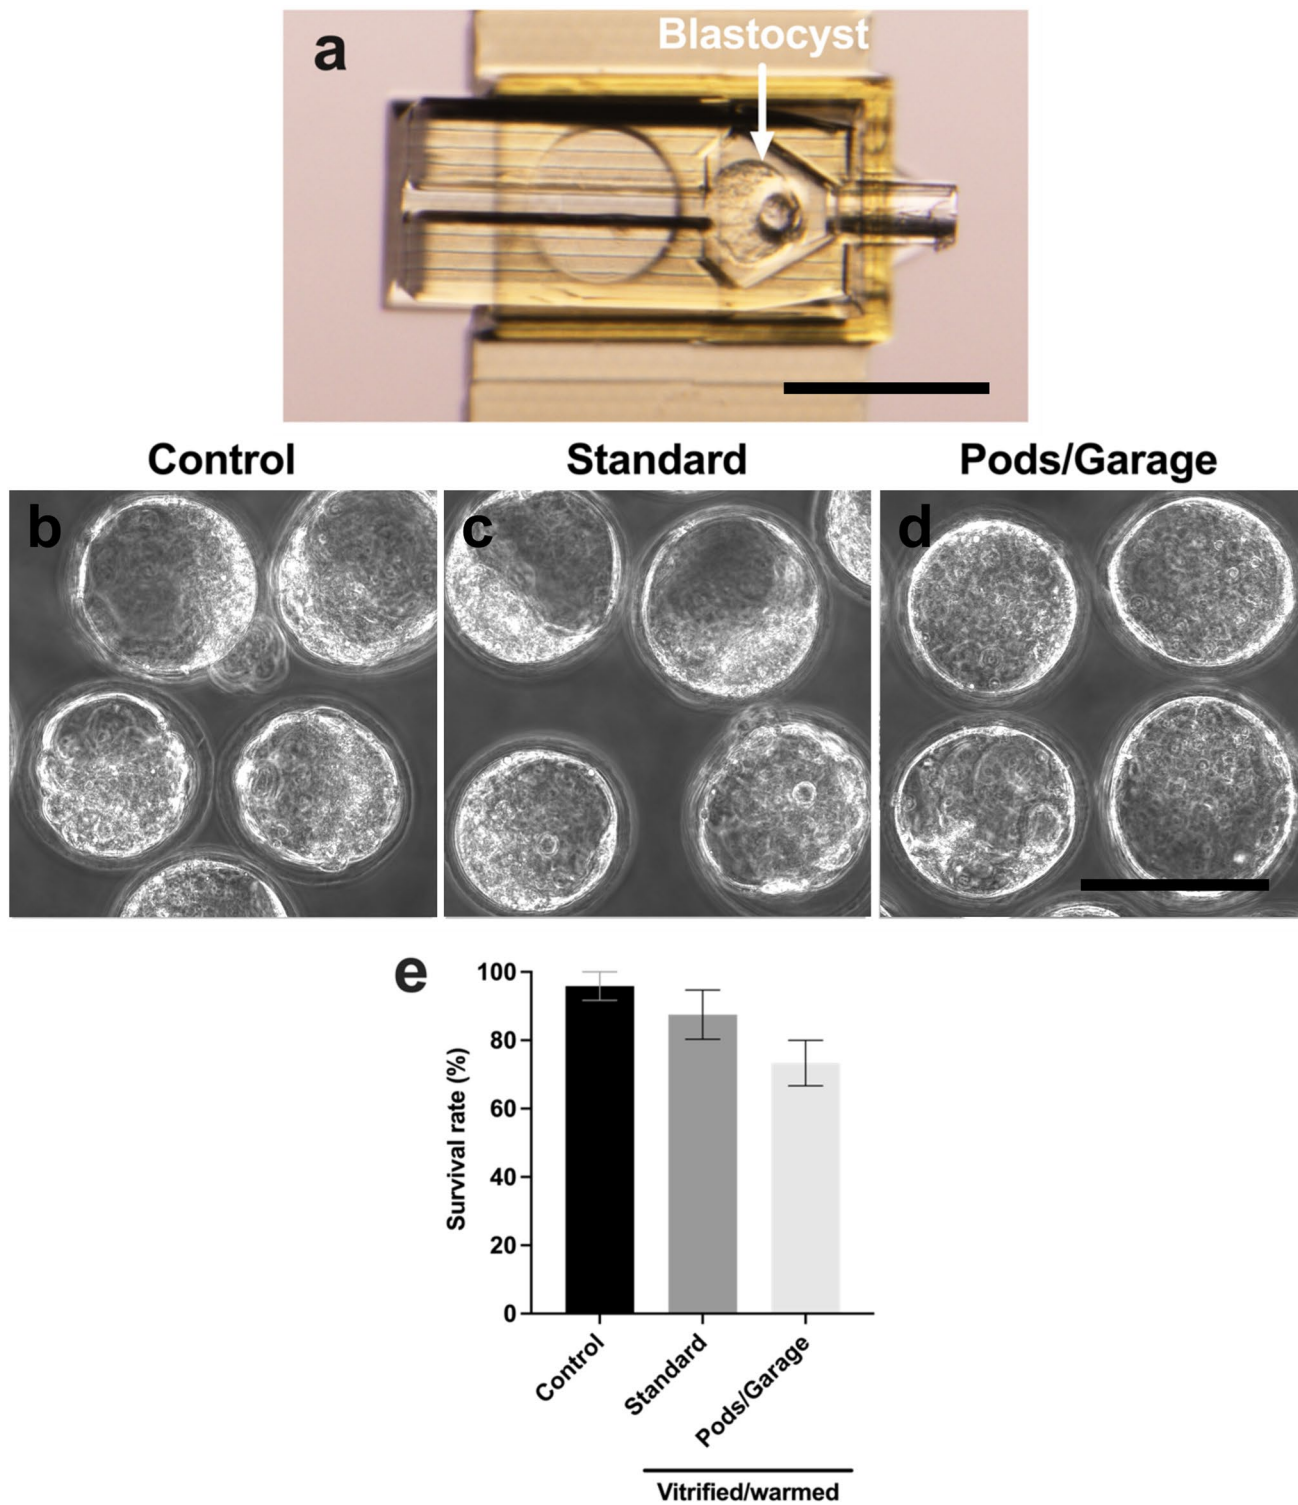 a
Blastocyst
Control
Standard
Pods/Garage
b
c
d
e
100
80
60
40
20
0
Survival rate (%)
Control
Standard
Pods/Garage
Vitrified/warmed